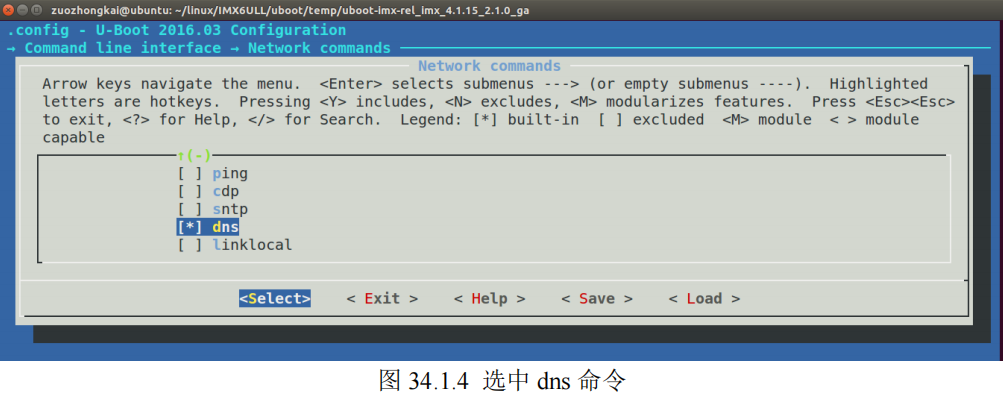 zuozhongkai@ubuntu: ~/linux/IMX6ULL/uboot/temp/uboot-imx-rel_imx_4.1.15_2.1.0_ga
.config - U-Boot 2016.03 Configuration
→ Command line interface → Network commands
Network commands
Arrow keys navigate the menu.  <Enter> selects submenus ---> (or empty submenus ----).  Highlighted
letters are hotkeys.  Pressing <Y> includes, <N> excludes, <M> modularizes features.  Press <Esc><Esc>
to exit, <?> for Help, </> for Search.  Legend: [*] built-in  [ ] excluded  <M> module  < > module
capable
↑(-)
[ ] ping
[ ] cdp
[ ] sntp
[*] dns
[ ] linklocal
<Select>    < Exit >    < Help >    < Save >    < Load >
图 34.1.4 选中 dns 命令